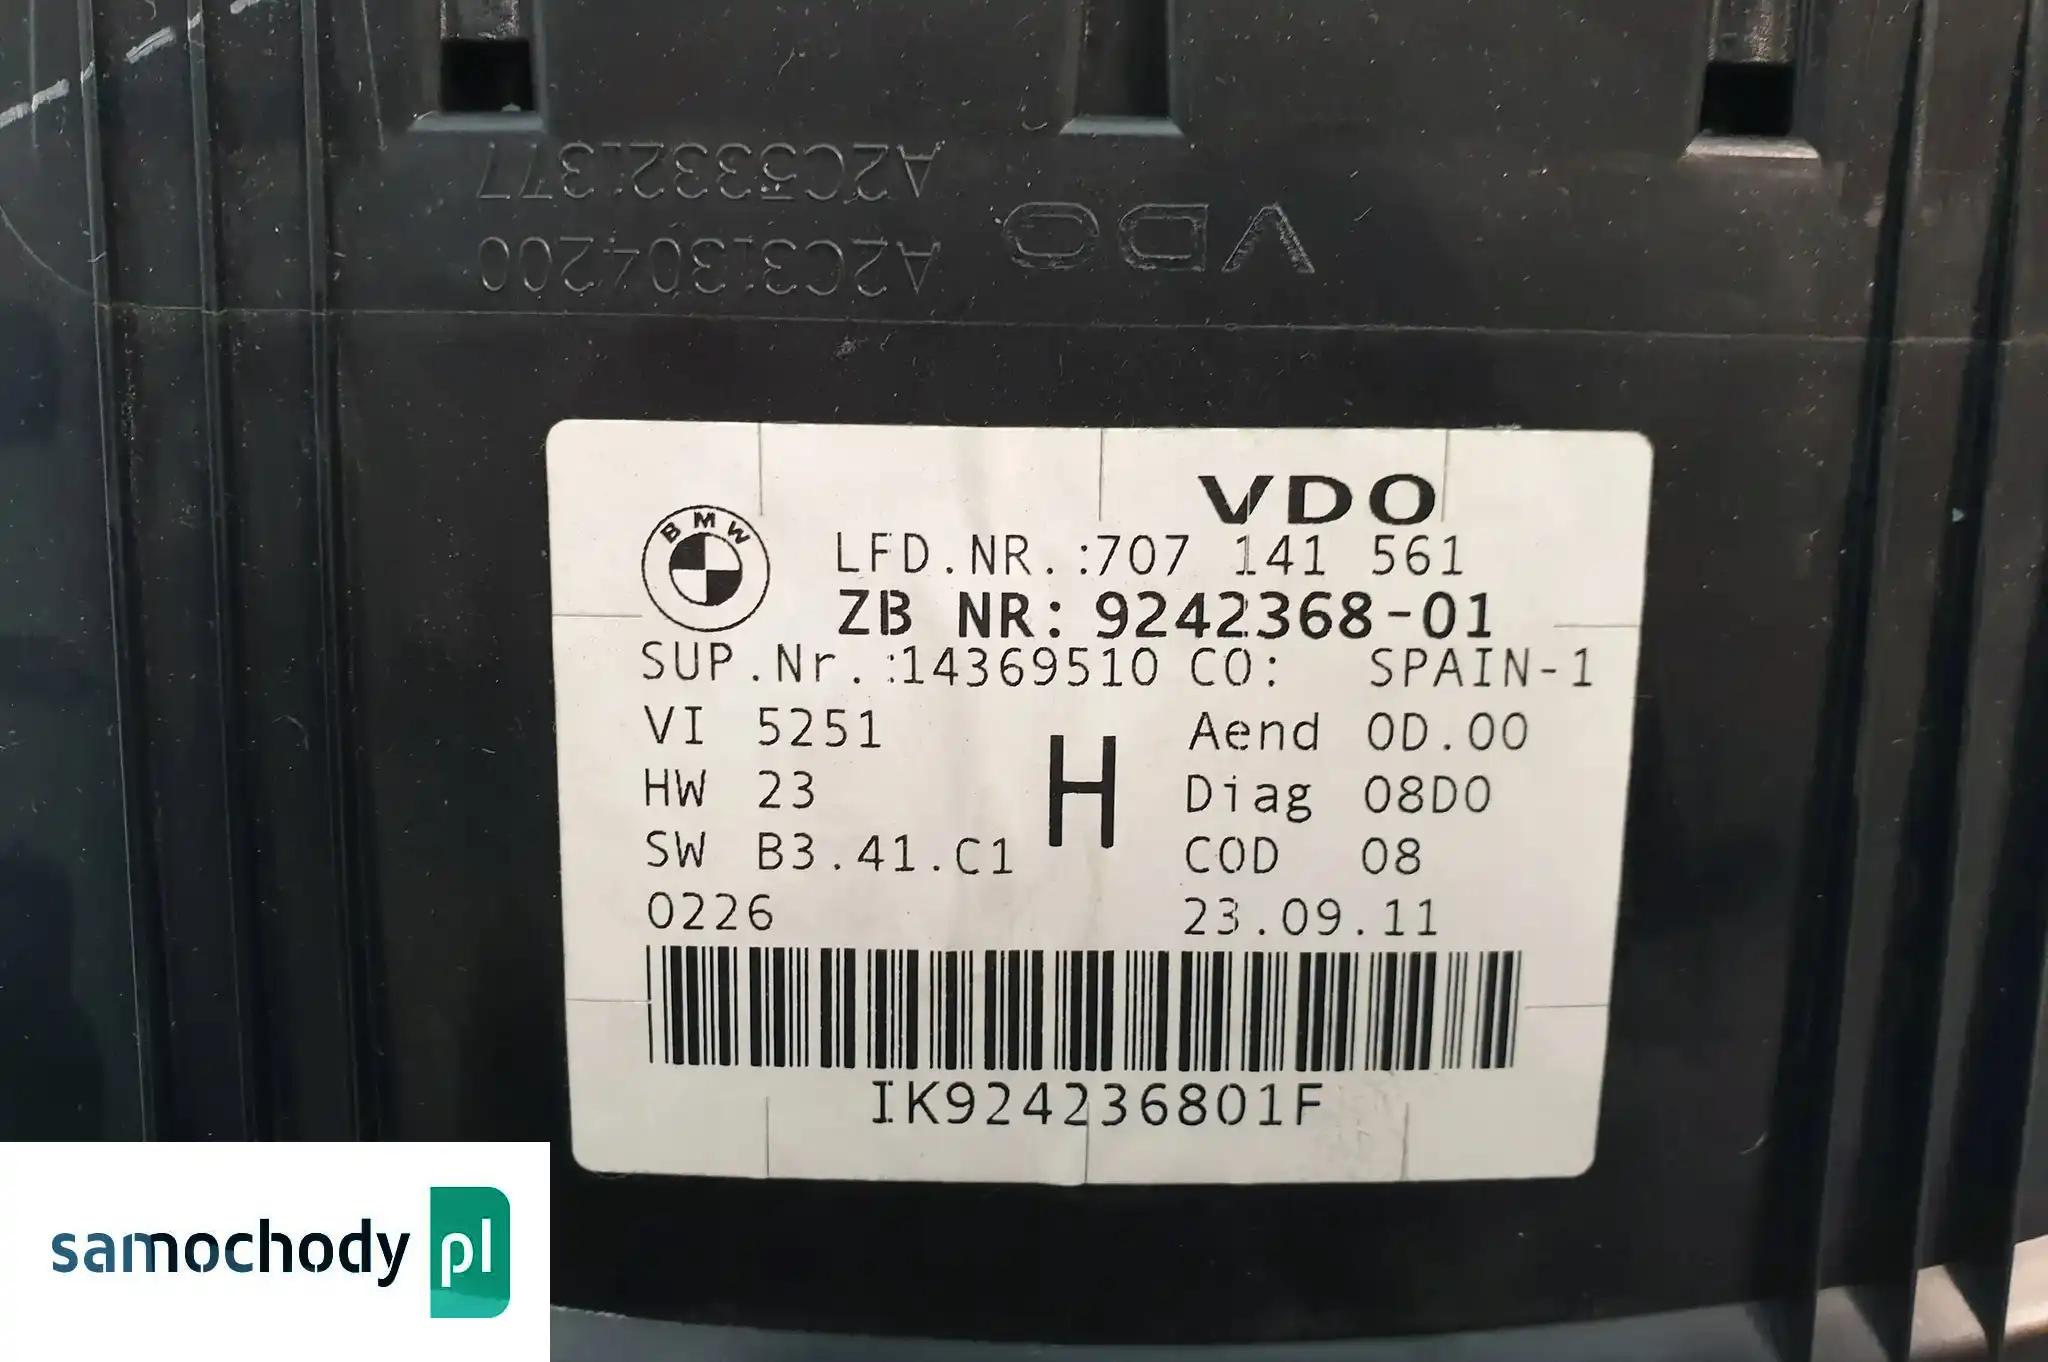 A2C53321377
A2C31304200
VDO
VDO
BMW
LFD.NR.:707 141 561
ZB NR: 9242368-01
SUP.Nr.:14369510 CO: SPAIN-1
VI 5251
Aend 0D.00
HW 23
H
Diag 08D0
SW B3.41.C1
COD 08
0226
23.09.11
IK924236801F
samochody pl